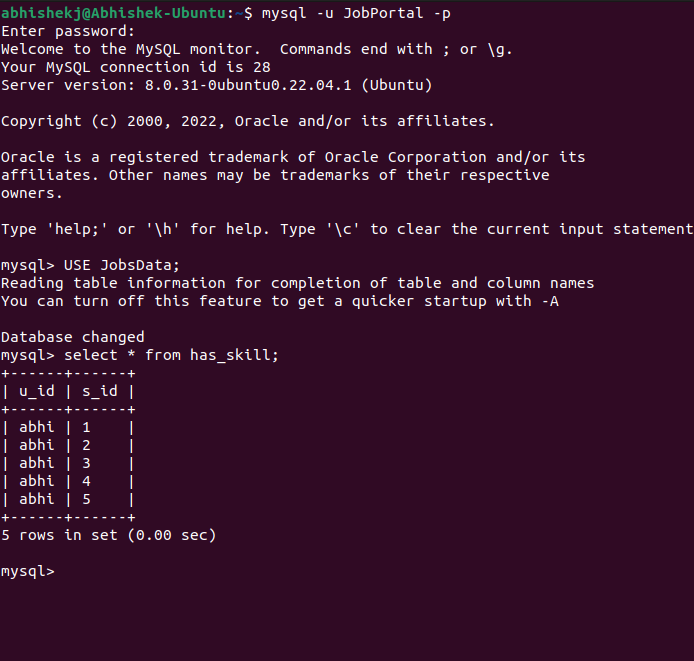 abhishekj@Abhishek-Ubuntu:~$ mysql -u JobPortal -p
Enter password:
Welcome to the MySQL monitor.  Commands end with ; or \g.
Your MySQL connection id is 28
Server version: 8.0.31-0ubuntu0.22.04.1 (Ubuntu)

Copyright (c) 2000, 2022, Oracle and/or its affiliates.

Oracle is a registered trademark of Oracle Corporation and/or its
affiliates. Other names may be trademarks of their respective
owners.

Type 'help;' or '\h' for help. Type '\c' to clear the current input statement

mysql> USE JobsData;
Reading table information for completion of table and column names
You can turn off this feature to get a quicker startup with -A

Database changed
mysql> select * from has_skill;
+------+------+
| u_id | s_id |
+------+------+
| abhi | 1    |
| abhi | 2    |
| abhi | 3    |
| abhi | 4    |
| abhi | 5    |
+------+------+
5 rows in set (0.00 sec)

mysql>